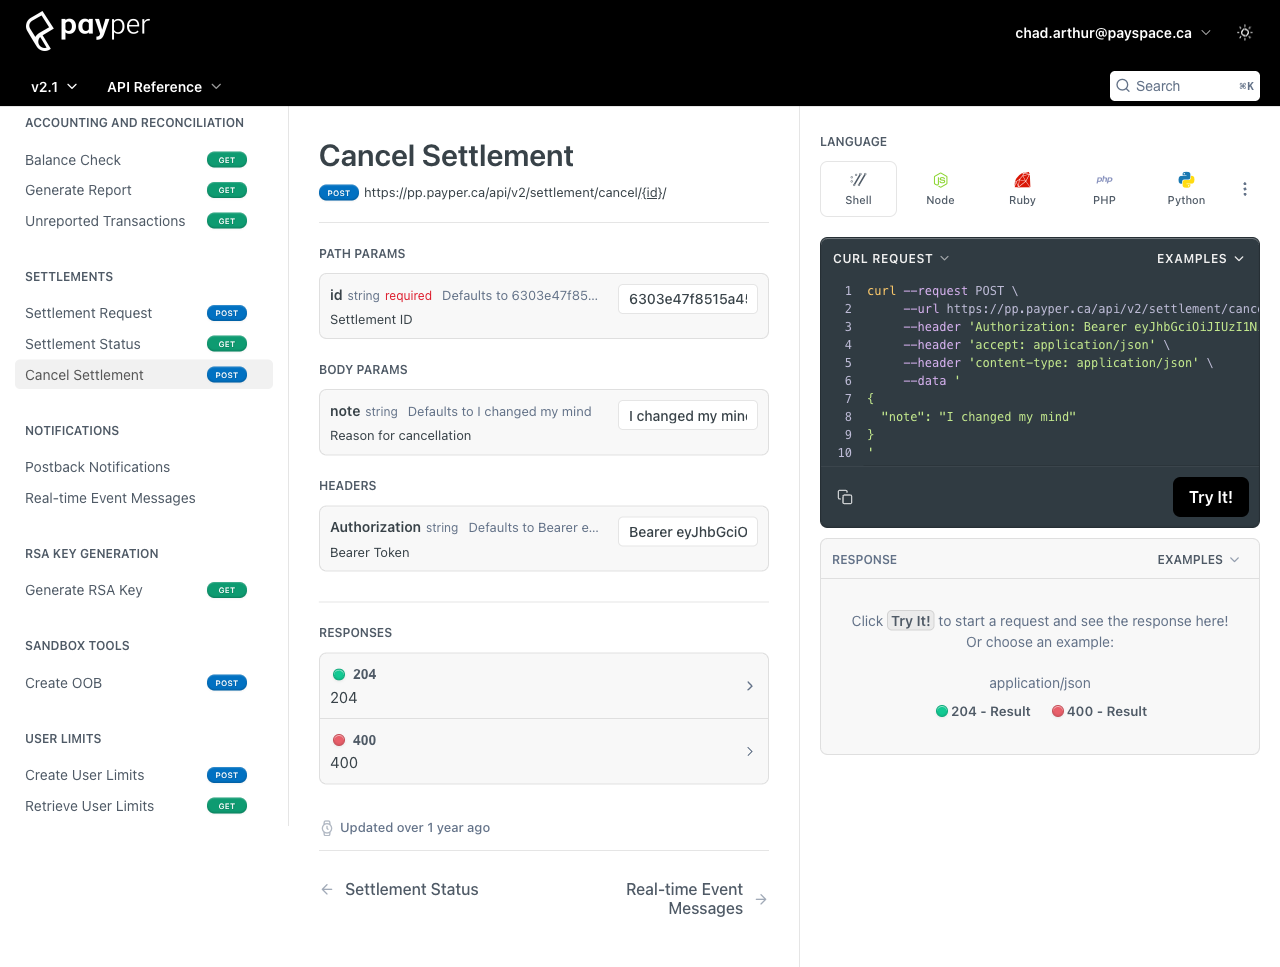 payper
chad.arthur@payspace.ca
v2.1
API Reference
Search
⌘K
ACCOUNTING AND RECONCILIATION
Balance Check GET
Generate Report GET
Unreported Transactions GET
SETTLEMENTS
Settlement Request POST
Settlement Status GET
Cancel Settlement POST
NOTIFICATIONS
Postback Notifications
Real-time Event Messages
RSA KEY GENERATION
Generate RSA Key GET
SANDBOX TOOLS
Create OOB POST
USER LIMITS
Create User Limits POST
Retrieve User Limits GET
Cancel Settlement
POST https://pp.payper.ca/api/v2/settlement/cancel/{id}/
PATH PARAMS
id string required Defaults to 6303e47f85… 6303e47f8515a4
Settlement ID
BODY PARAMS
note string Defaults to I changed my mind I changed my mind
Reason for cancellation
HEADERS
Authorization string Defaults to Bearer e… Bearer eyJhbGciO
Bearer Token
RESPONSES
204
204
400
400
Updated over 1 year ago
Settlement Status
Real-time Event
Messages
LANGUAGE
Shell
Node
Ruby
php
PHP
Python
CURL REQUEST
EXAMPLES
1 curl --request POST \
2 --url https://pp.payper.ca/api/v2/settlement/cance
3 --header 'Authorization: Bearer eyJhbGciOiJIUzI1N
4 --header 'accept: application/json' \
5 --header 'content-type: application/json' \
6 --data '
7 {
8 "note": "I changed my mind"
9 }
10 '
Try It!
RESPONSE
EXAMPLES
Click Try It! to start a request and see the response here!
Or choose an example:
application/json
204 - Result
400 - Result